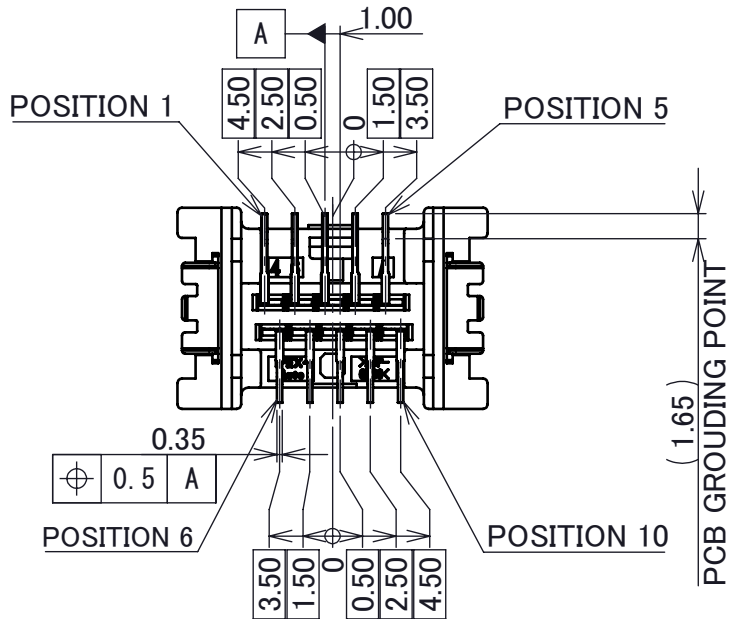 A
1.00
4.50
2.50
0.50
0
1.50
3.50
POSITION 1
POSITION 5
4
PCB GROUDING POINT
(1.65)
0.35
⌖ 0.5 A
POSITION 6
POSITION 10
3.50
1.50
0
0.50
2.50
4.50